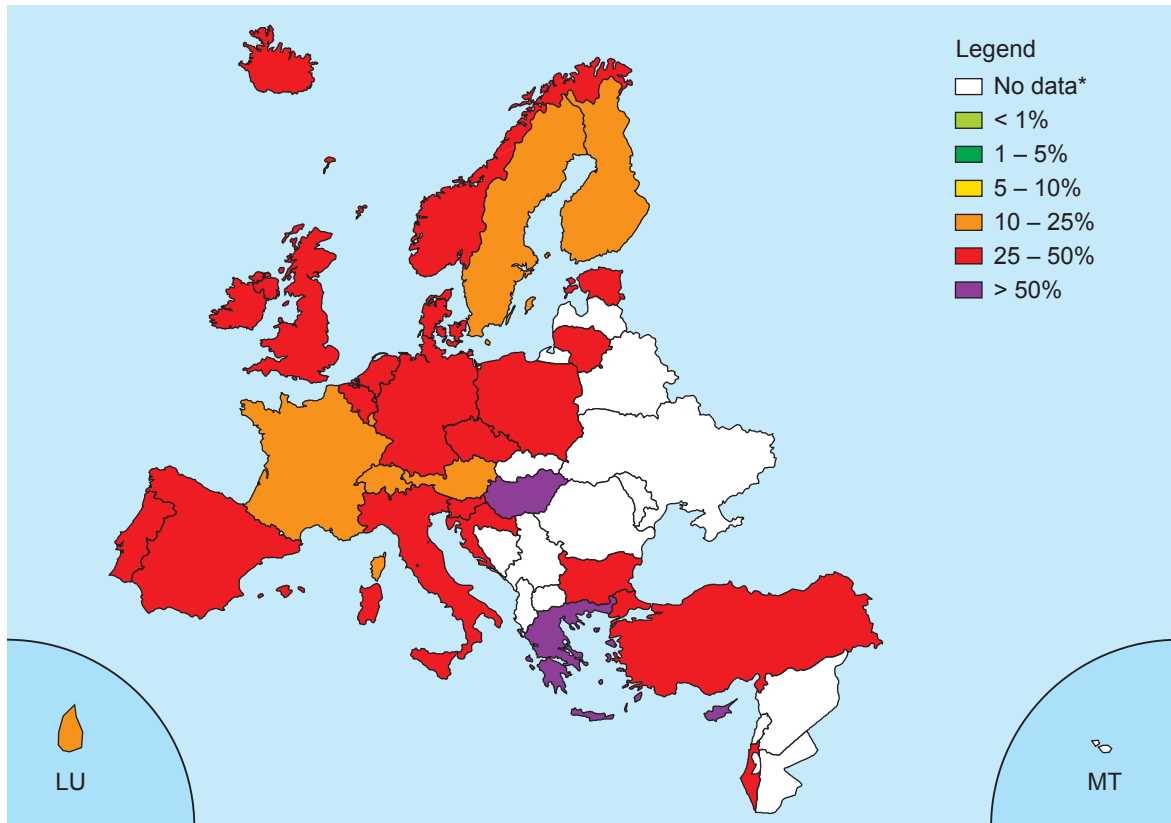 Legend
No data*
< 1%
1 – 5%
5 – 10%
10 – 25%
25 – 50%
> 50%
LU
MT